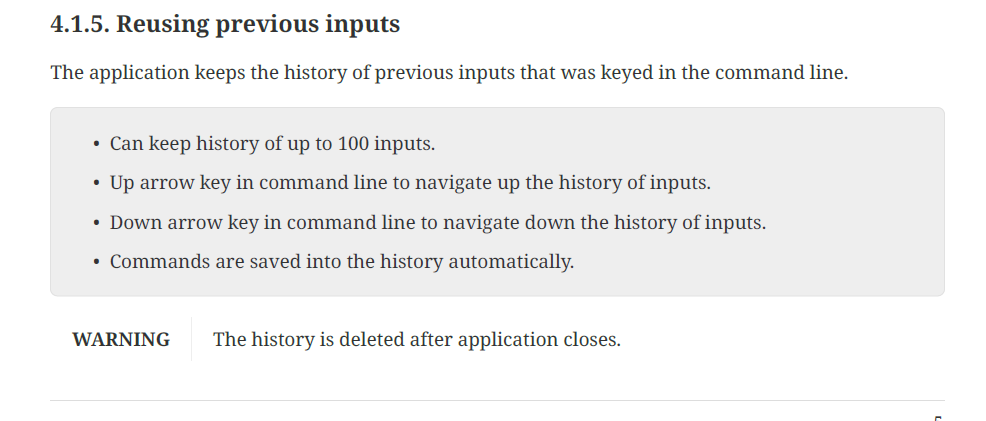 4.1.5. Reusing previous inputs
The application keeps the history of previous inputs that was keyed in the command line.
• Can keep history of up to 100 inputs.
• Up arrow key in command line to navigate up the history of inputs.
• Down arrow key in command line to navigate down the history of inputs.
• Commands are saved into the history automatically.
WARNING The history is deleted after application closes.